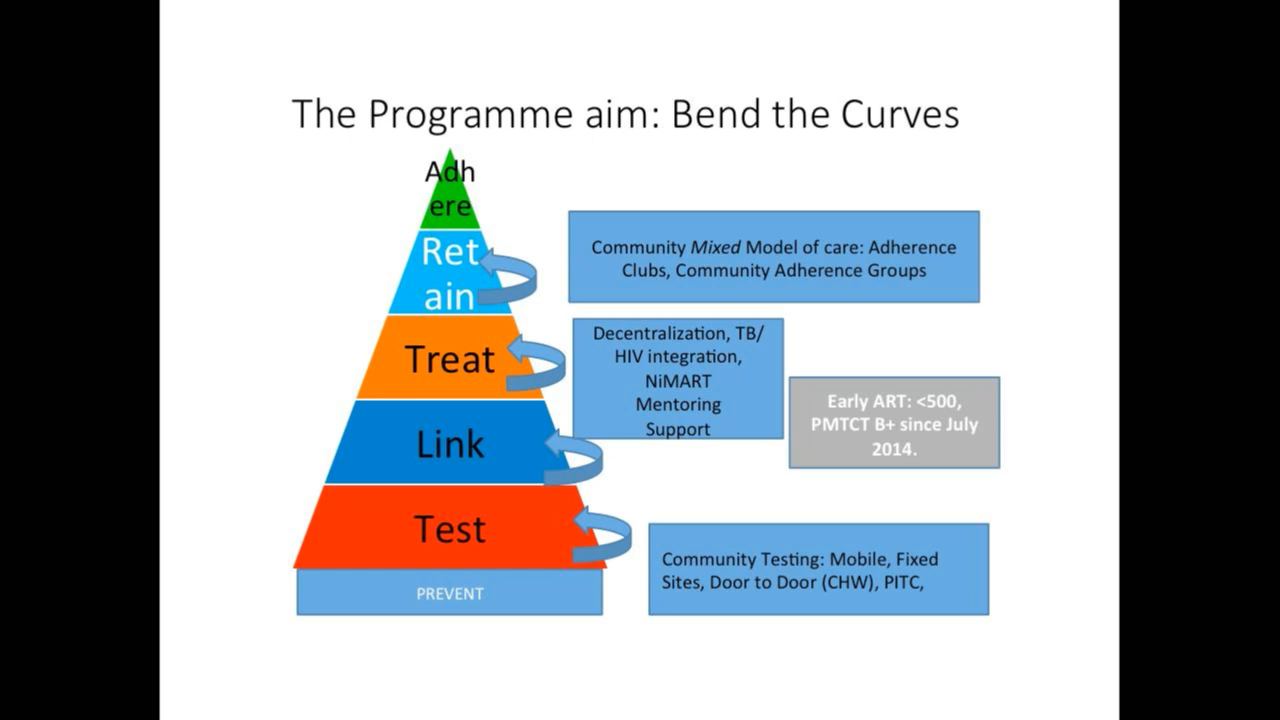 The Programme aim: Bend the Curves
Adh
ere
Ret
ain
Community Mixed Model of care: Adherence
Clubs, Community Adherence Groups
Treat
Decentralization, TB/
HIV integration,
NiMART
Mentoring
Support
Early ART: <500,
PMTCT B+ since July
2014.
Link
Test
Community Testing: Mobile, Fixed
Sites, Door to Door (CHW), PITC,
PREVENT